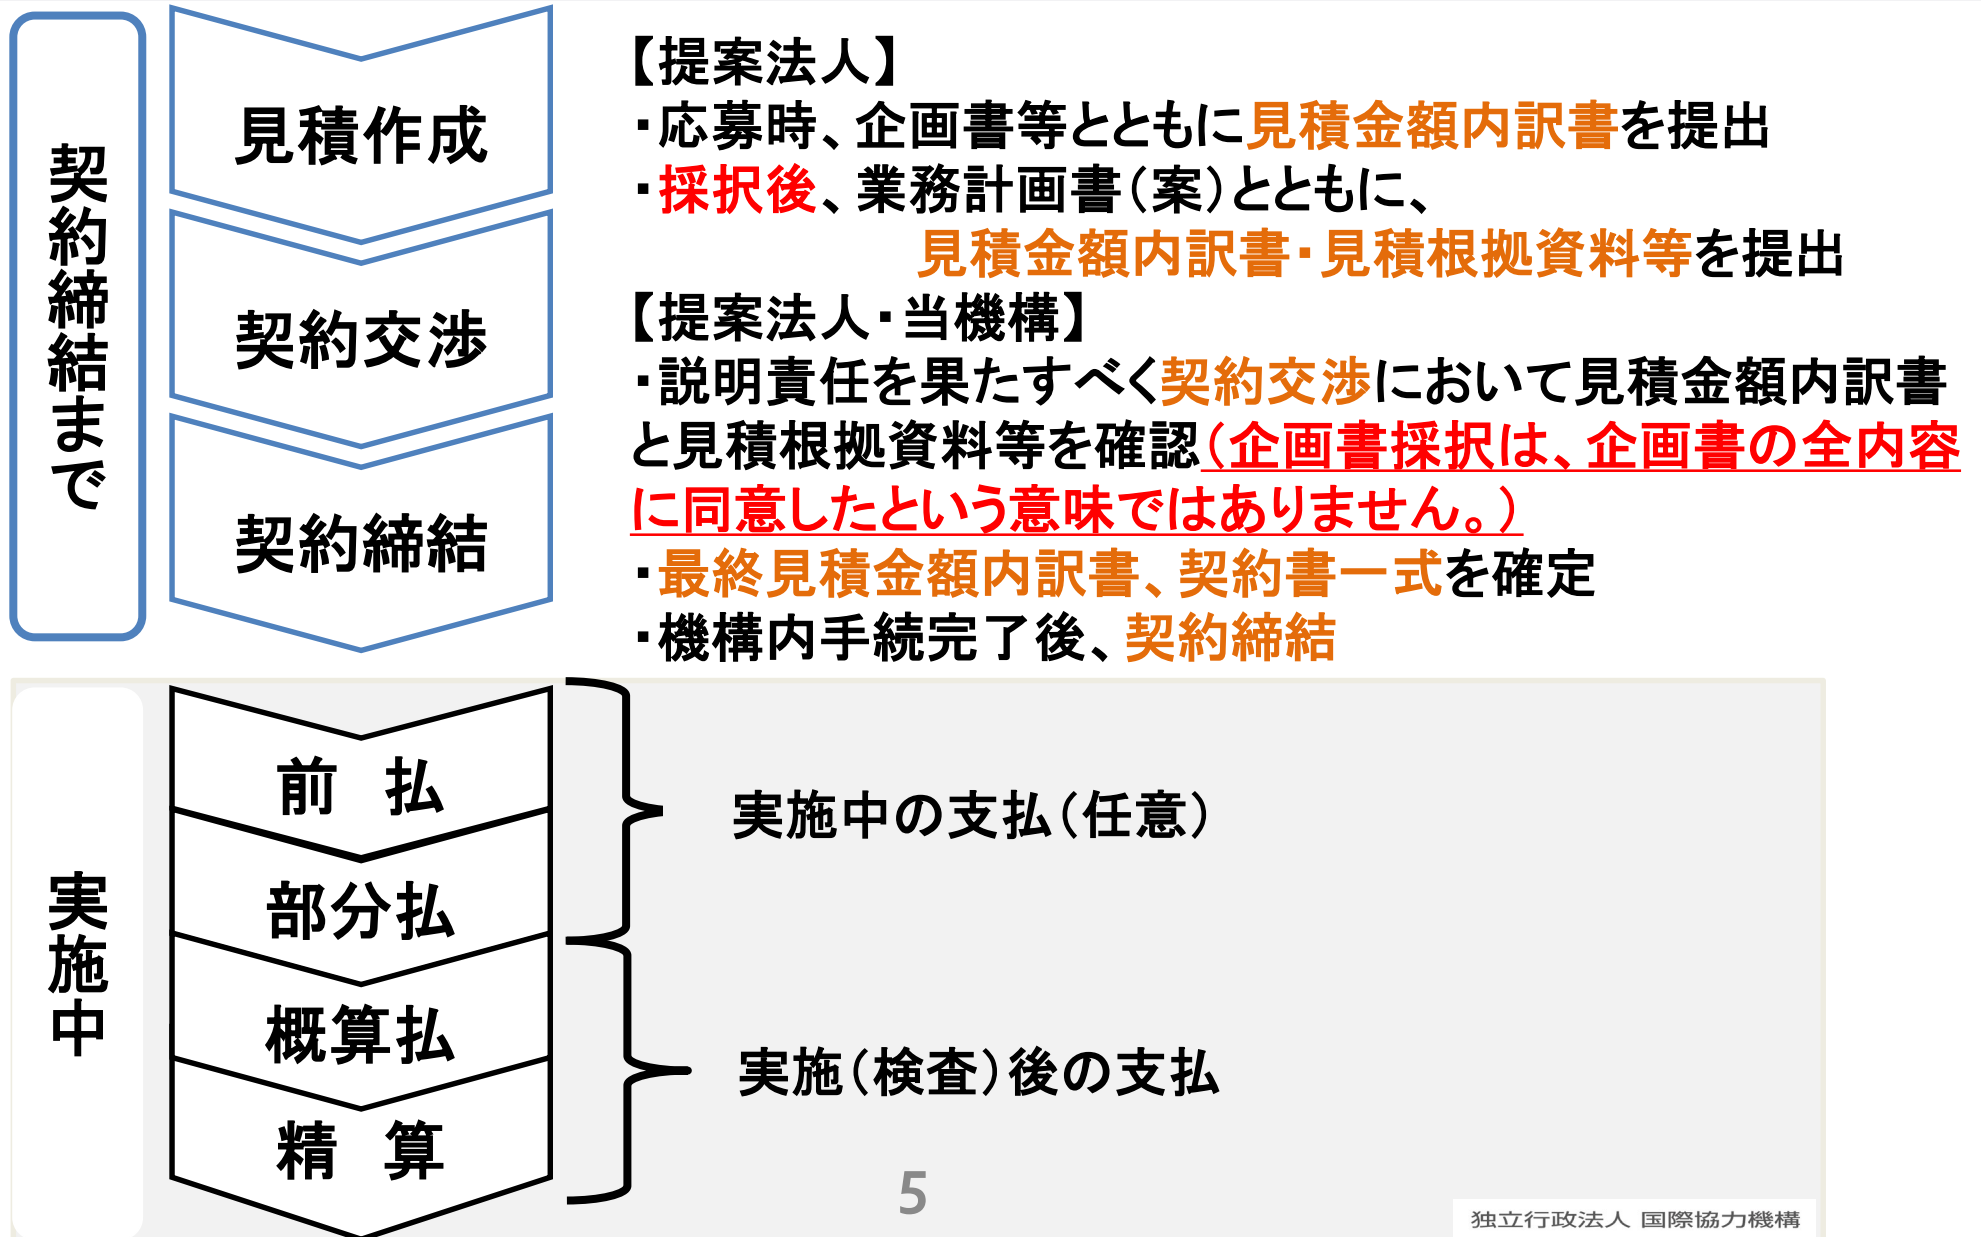 契約締結まで
見積作成
契約交渉
契約締結
【提案法人】
・応募時、企画書等とともに見積金額内訳書を提出
・採択後、業務計画書（案）とともに、
見積金額内訳書・見積根拠資料等を提出
【提案法人・当機構】
・説明責任を果たすべく契約交渉において見積金額内訳書
と見積根拠資料等を確認（企画書採択は、企画書の全内容
に同意したという意味ではありません。）
・最終見積金額内訳書、契約書一式を確定
・機構内手続完了後、契約締結
実施中
前　払
部分払
概算払
精　算
実施中の支払（任意）
実施（検査）後の支払
5
独立行政法人 国際協力機構